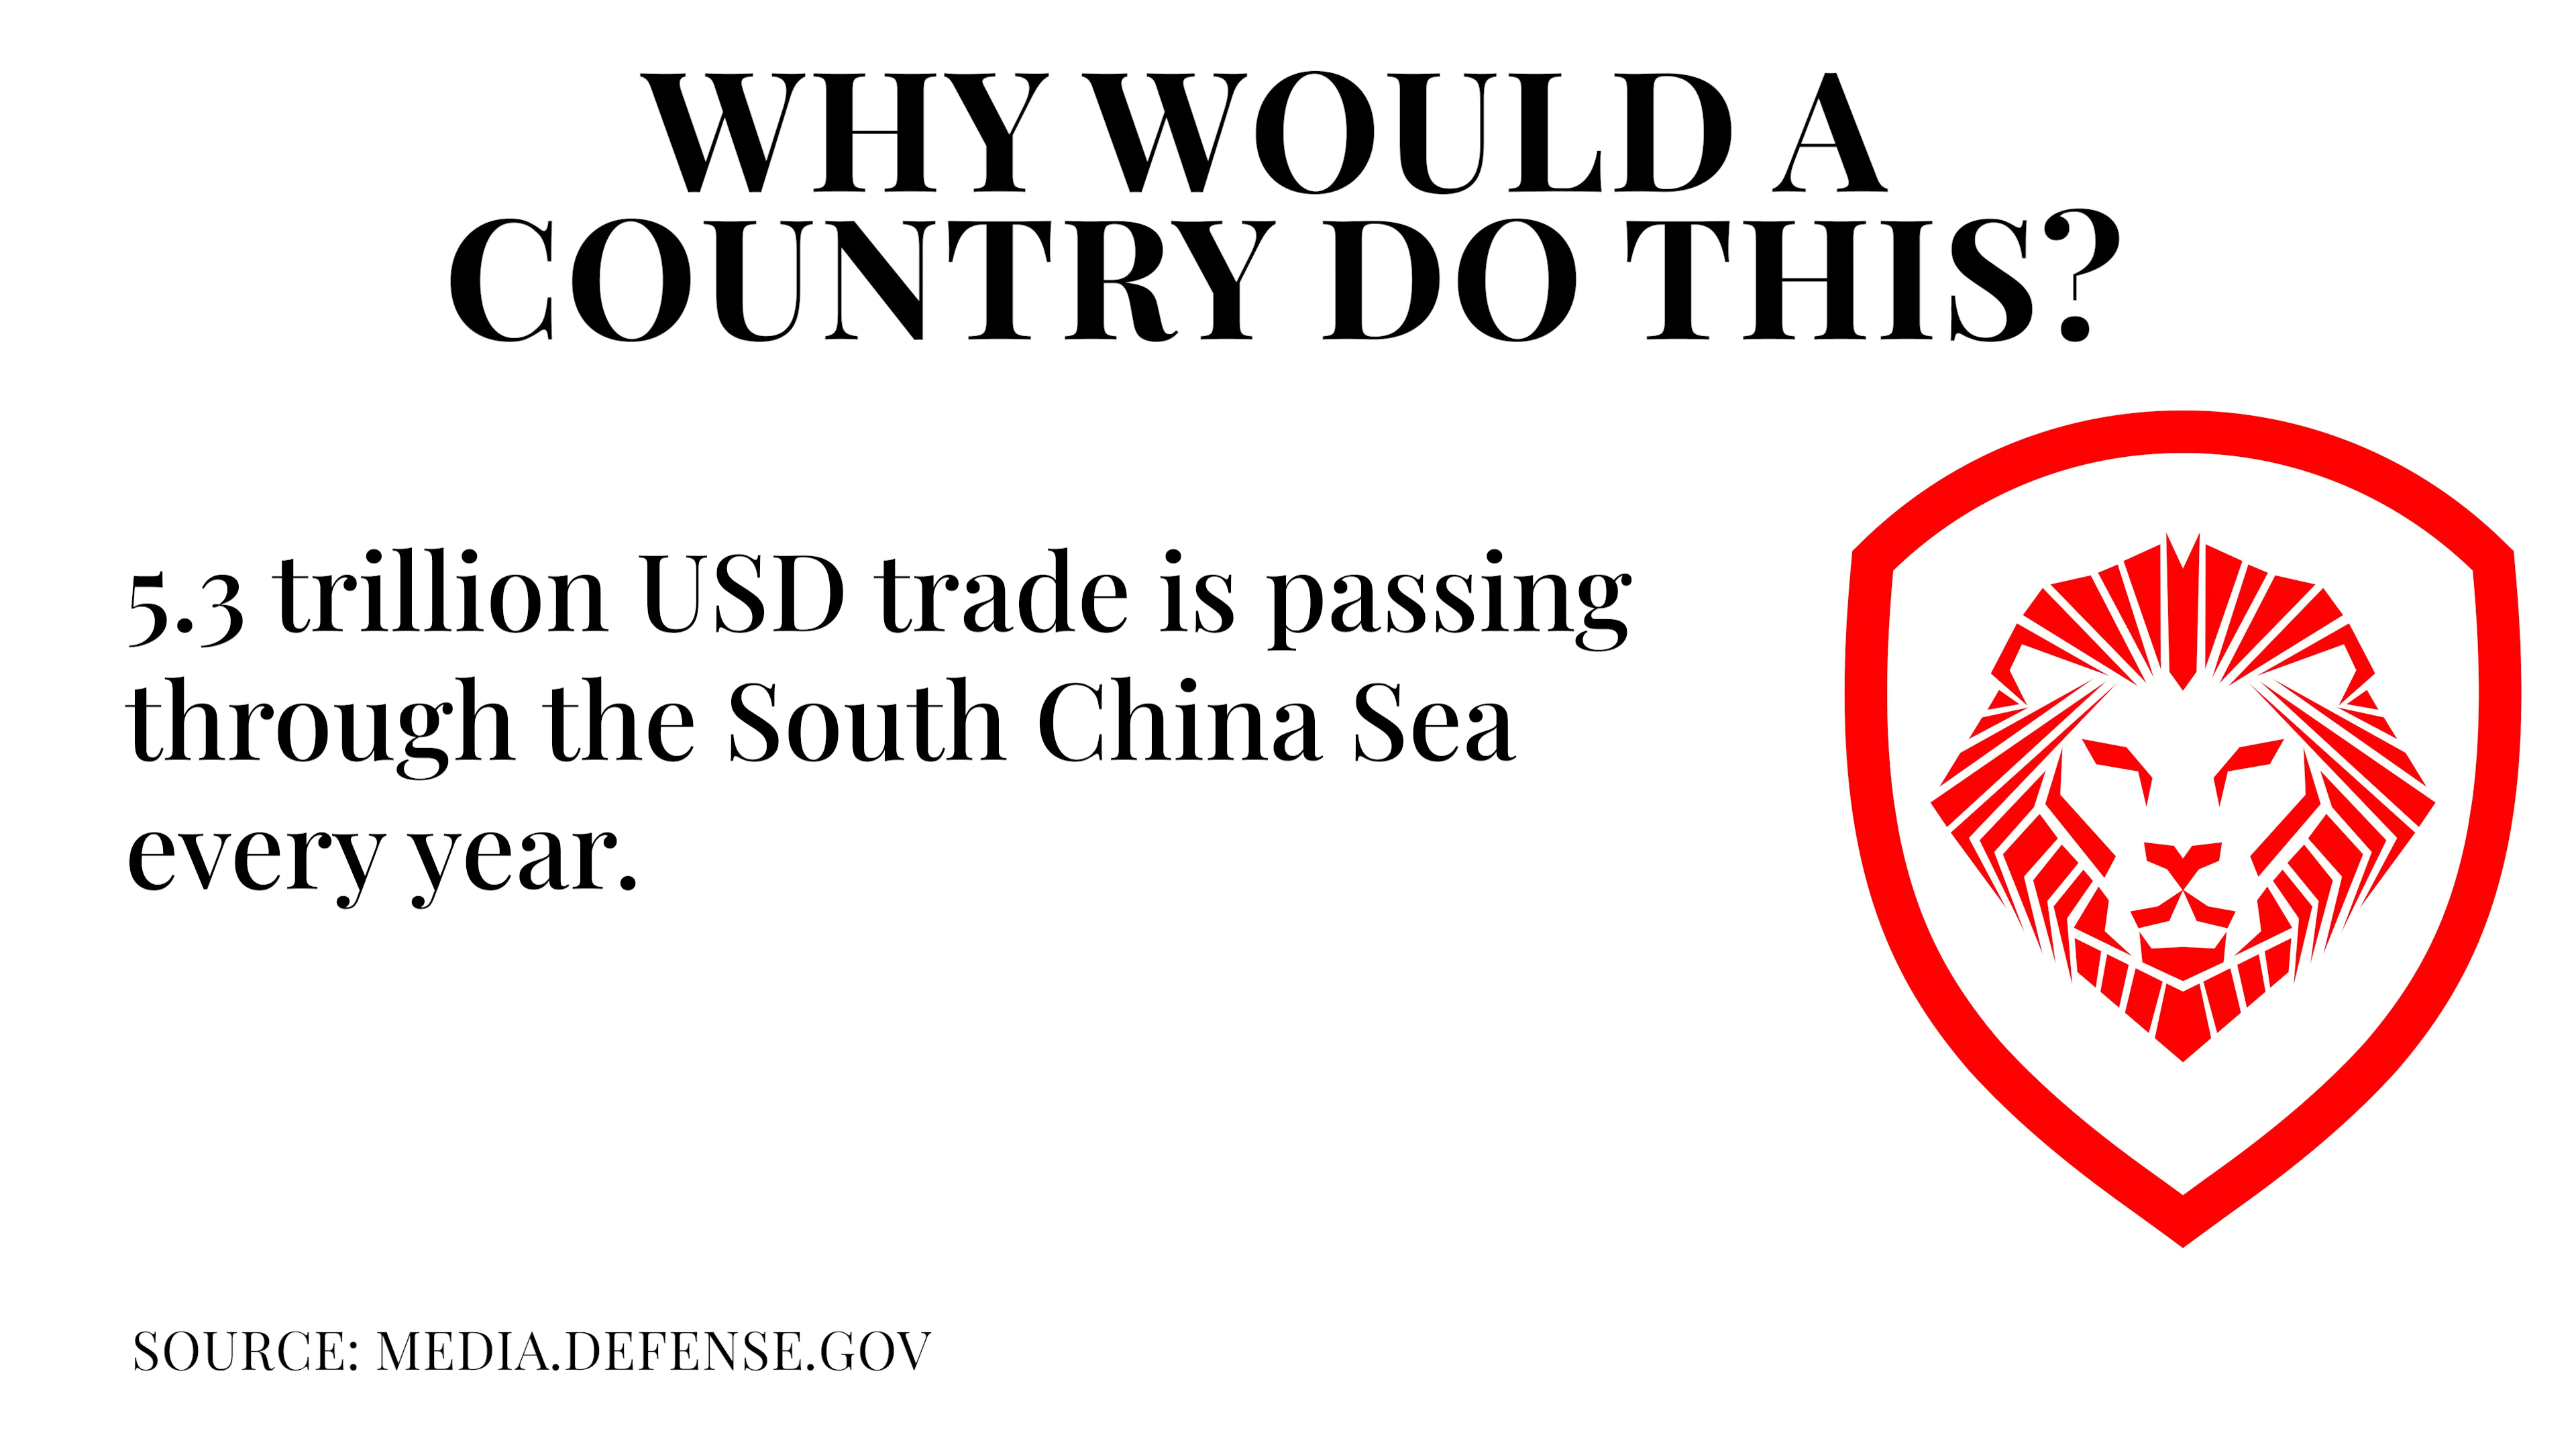 WHY WOULD A
COUNTRY DO THIS?
5.3 trillion USD trade is passing
through the South China Sea
every year.
SOURCE: MEDIA.DEFENSE.GOV